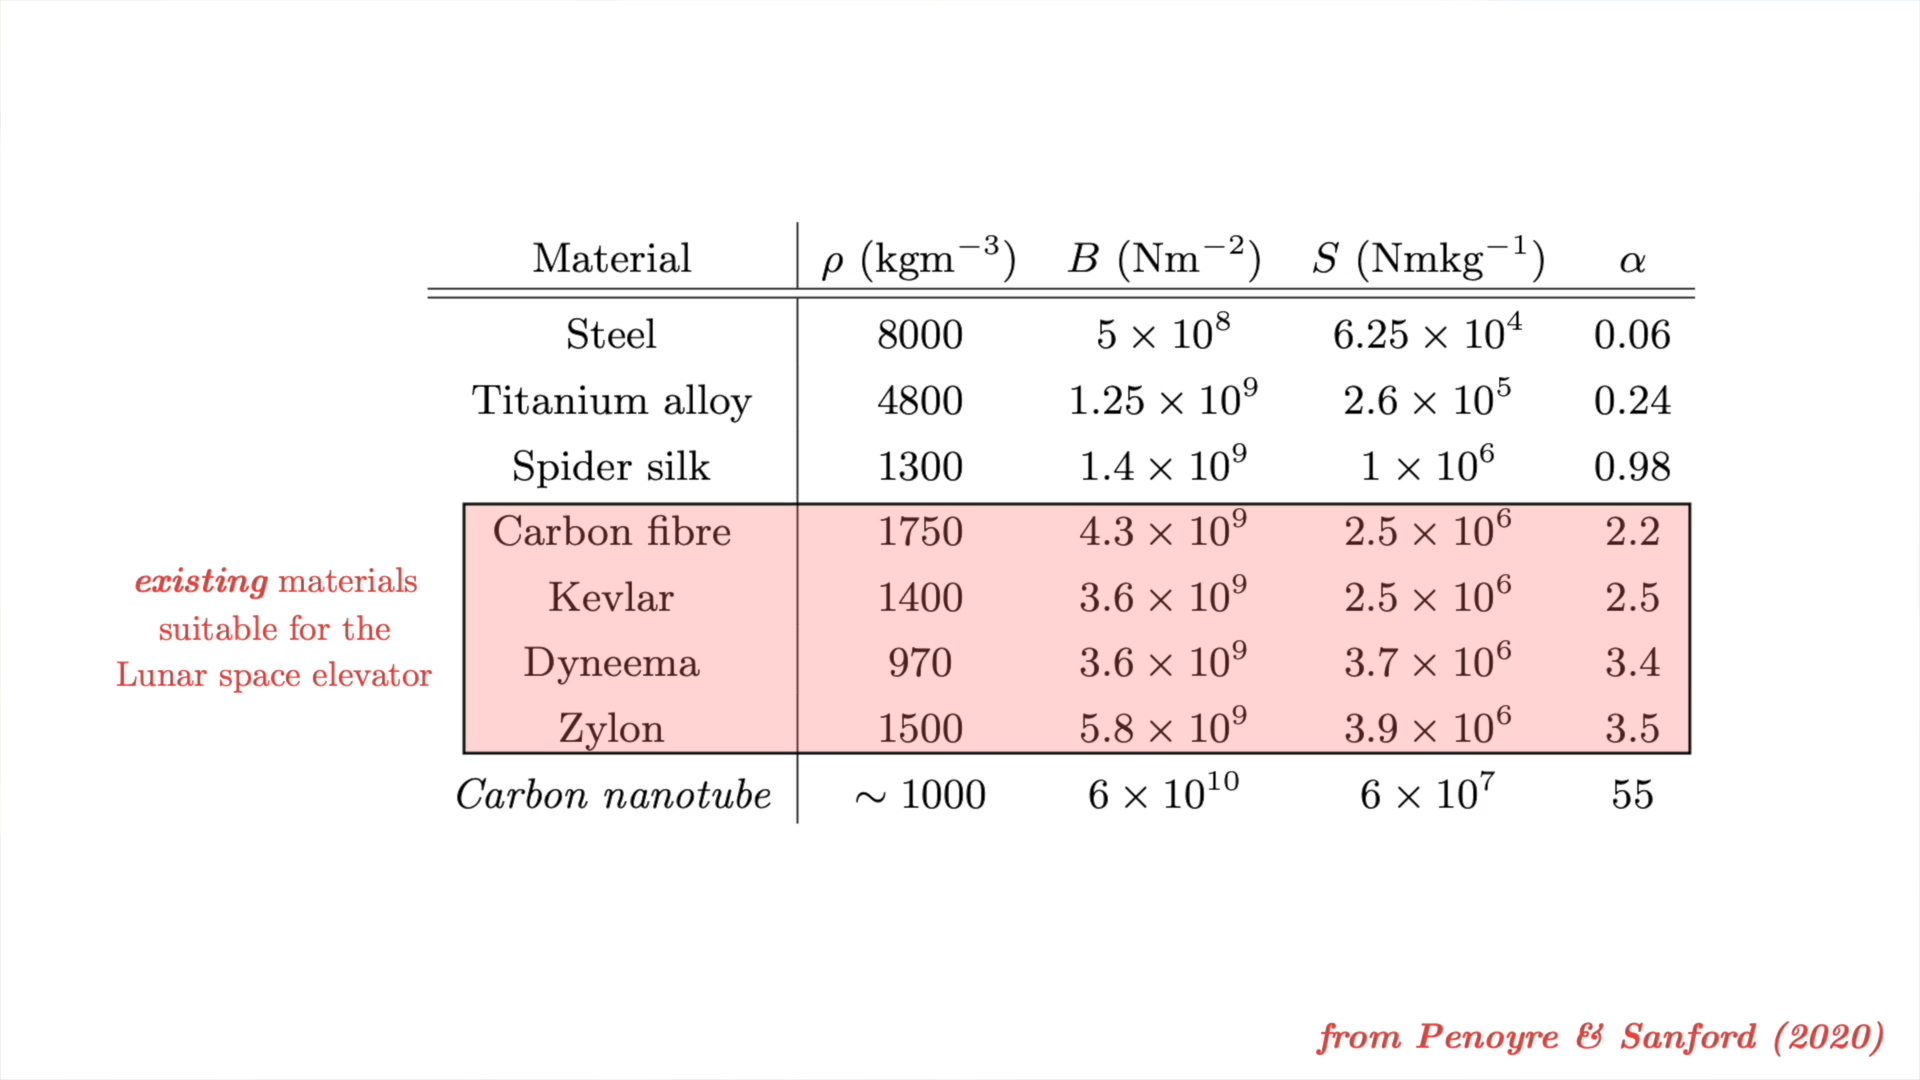 Material ρ (kgm⁻³) B (Nm⁻²) S (Nmkg⁻¹) α
Steel 8000 5 × 10⁸ 6.25 × 10⁴ 0.06
Titanium alloy 4800 1.25 × 10⁹ 2.6 × 10⁵ 0.24
Spider silk 1300 1.4 × 10⁹ 1 × 10⁶ 0.98
Carbon fibre 1750 4.3 × 10⁹ 2.5 × 10⁶ 2.2
Kevlar 1400 3.6 × 10⁹ 2.5 × 10⁶ 2.5
Dyneema 970 3.6 × 10⁹ 3.7 × 10⁶ 3.4
Zylon 1500 5.8 × 10⁹ 3.9 × 10⁶ 3.5
Carbon nanotube ~ 1000 6 × 10¹⁰ 6 × 10⁷ 55
existing materials
suitable for the
Lunar space elevator
from Penoyre & Sanford (2020)